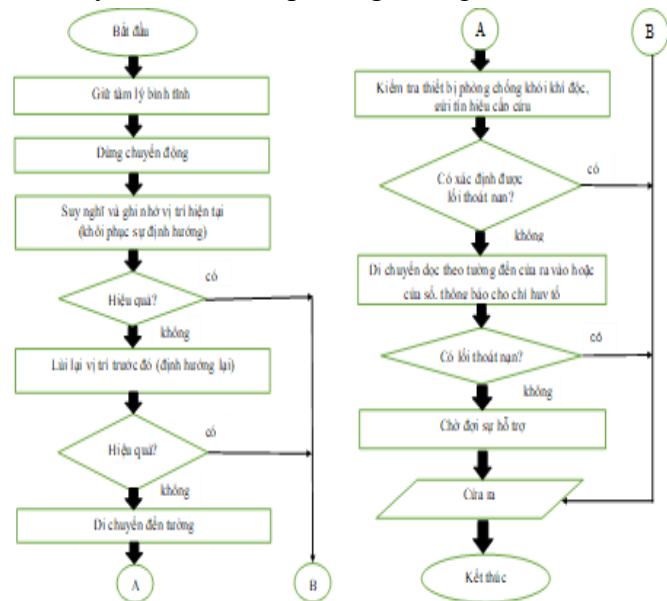 Bắt đầu
Giữ tâm lý bình tĩnh
Dừng chuyển động
Suy nghĩ và ghi nhớ vị trí hiện tại
(khôi phục sự định hướng)
có
Hiệu quả?
không
Lùi lại vị trí trước đó (định hướng lại)
có
Hiệu quả?
không
Di chuyển đến tường
A
B
A
B
Kiểm tra thiết bị phòng chống khói khí độc,
gửi tín hiệu cấp cứu
có
Có xác định được
lối thoát nạn?
không
Di chuyển dọc theo tường đến cửa ra vào hoặc
cửa sổ, thông báo cho chỉ huy tổ
có
Có lối thoát nạn?
không
Chờ đợi sự hỗ trợ
Cửa ra
Kết thúc